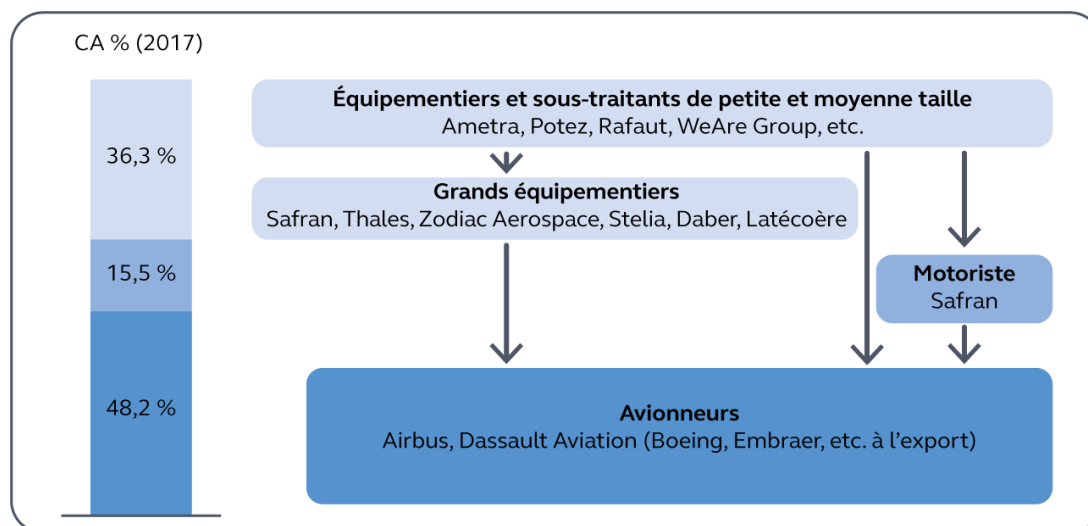 CA % (2017)
36,3 %
15,5 %
48,2 %
Équipementiers et sous-traitants de petite et moyenne taille
Ametra, Potez, Rafaut, WeAre Group, etc.
Grands équipementiers
Safran, Thales, Zodiac Aerospace, Stelia, Daber, Latécoère
Motoriste
Safran
Avionneurs
Airbus, Dassault Aviation (Boeing, Embraer, etc. à l’export)